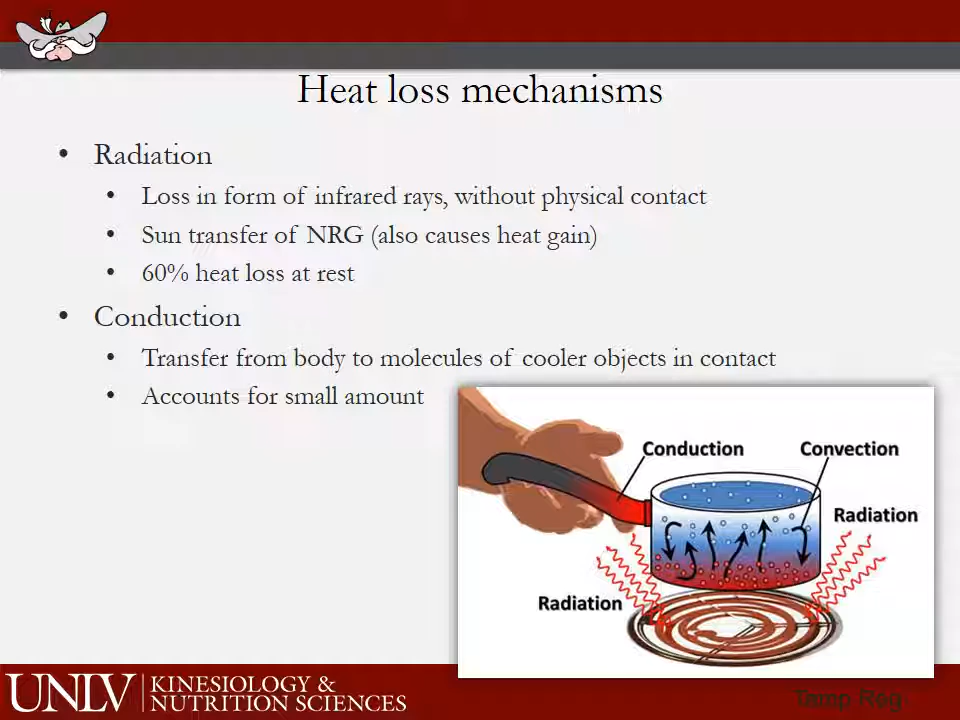 Heat loss mechanisms
• Radiation
• Loss in form of infrared rays, without physical contact
• Sun transfer of NRG (also causes heat gain)
• 60% heat loss at rest
• Conduction
• Transfer from body to molecules of cooler objects in contact
• Accounts for small amount
Conduction
Convection
Radiation
Radiation
UNLV
KINESIOLOGY &
NUTRITION SCIENCES
Temp Reg